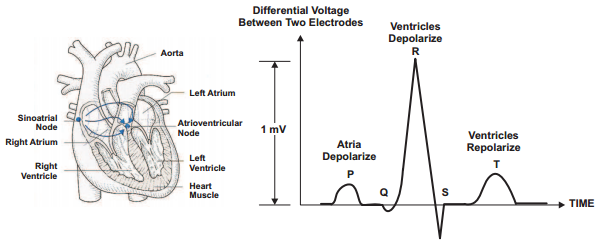 Aorta
Left Atrium
Sinoatrial
Node
Atrioventricular
Node
Right Atrium
Right
Ventricle
Left
Ventricle
Heart
Muscle
Differential Voltage
Between Two Electrodes
Ventricles
Depolarize
R
1 mV
Atria
Depolarize
P
Q
S
Ventricles
Repolarize
T
TIME